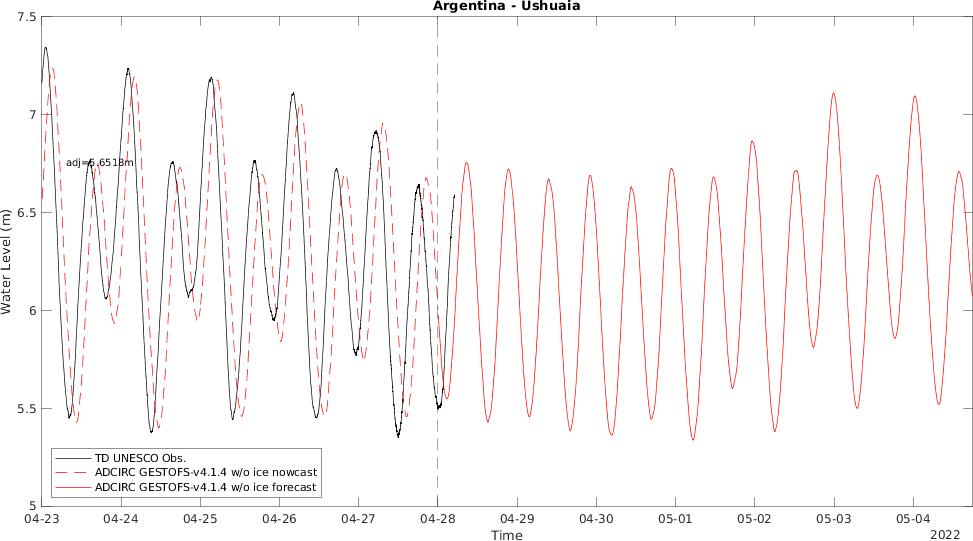 Argentina - Ushuaia
7.5
7
6.5
6
5.5
5
Water Level (m)
adj=5.6518m
TD UNESCO Obs.
ADCIRC GESTOFS-v4.1.4 w/o ice nowcast
ADCIRC GESTOFS-v4.1.4 w/o ice forecast
04-23 04-24 04-25 04-26 04-27 04-28 04-29 04-30 05-01 05-02 05-03 05-04
Time
2022